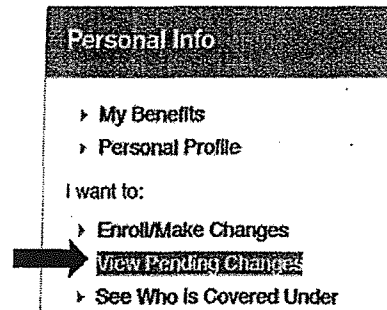 Personal Info
My Benefits
Personal Profile
I want to:
Enroll/Make Changes
View Pending Changes
See Who is Covered Under